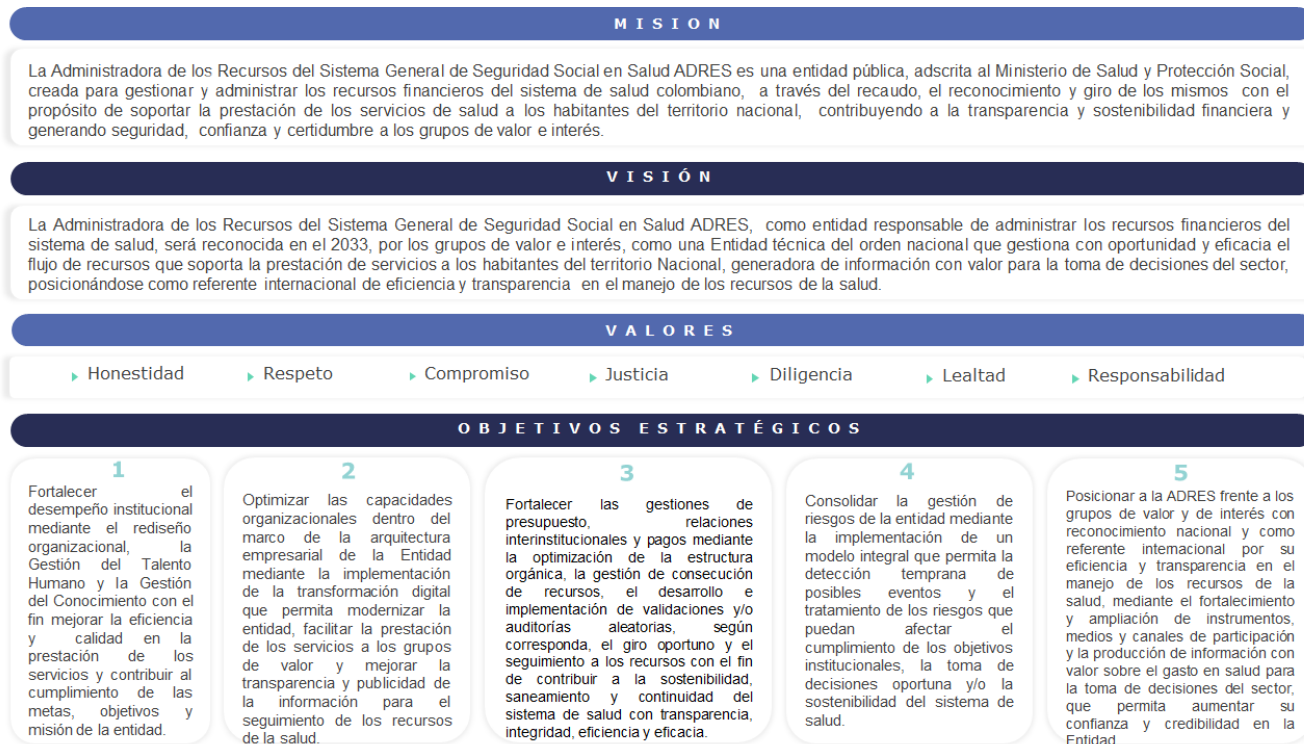 MISION
La Administradora de los Recursos del Sistema General de Seguridad Social en Salud ADRES es una entidad pública, adscrita al Ministerio de Salud y Protección Social,
creada para gestionar y administrar los recursos financieros del sistema de salud colombiano, a través del recaudo, el reconocimiento y giro de los mismos con el
propósito de soportar la prestación de los servicios de salud a los habitantes del territorio nacional, contribuyendo a la transparencia y sostenibilidad financiera y
generando seguridad, confianza y certidumbre a los grupos de valor e interés.
VISIÓN
La Administradora de los Recursos del Sistema General de Seguridad Social en Salud ADRES, como entidad responsable de administrar los recursos financieros del
sistema de salud, será reconocida en el 2033, por los grupos de valor e interés, como una Entidad técnica del orden nacional que gestiona con oportunidad y eficacia el
flujo de recursos que soporta la prestación de servicios a los habitantes del territorio Nacional, generadora de información con valor para la toma de decisiones del sector,
posicionándose como referente internacional de eficiencia y transparencia en el manejo de los recursos de la salud.
VALORES
Honestidad
Respeto
Compromiso
Justicia
Diligencia
Lealtad
Responsabilidad
OBJETIVOS ESTRATÉGICOS
1
Fortalecer el
desempeño institucional
mediante el rediseño
organizacional, la
Gestión del Talento
Humano y la Gestión
del Conocimiento con el
fin mejorar la eficiencia
y calidad en la
prestación de los
servicios y contribuir al
cumplimiento de las
metas, objetivos y
misión de la entidad.
2
Optimizar las capacidades
organizacionales dentro del
marco de la arquitectura
empresarial de la Entidad
mediante la implementación
de la transformación digital
que permita modernizar la
entidad, facilitar la prestación
de los servicios a los grupos
de valor y mejorar la
transparencia y publicidad de
la información para el
seguimiento de los recursos
de la salud.
3
Fortalecer las gestiones de
presupuesto, relaciones
interinstitucionales y pagos mediante
la optimización de la estructura
orgánica, la gestión de consecución
de recursos, el desarrollo e
implementación de validaciones y/o
auditorías aleatorias, según
corresponda, el giro oportuno y el
seguimiento a los recursos con el fin
de contribuir a la sostenibilidad,
saneamiento y continuidad del
sistema de salud con transparencia,
integridad, eficiencia y eficacia.
4
Consolidar la gestión de
riesgos de la entidad mediante
la implementación de un
modelo integral que permita la
detección temprana de
posibles eventos y el
tratamiento de los riesgos que
puedan afectar el
cumplimiento de los objetivos
institucionales, la toma de
decisiones oportuna y/o la
sostenibilidad del sistema de
salud.
5
Posicionar a la ADRES frente a los
grupos de valor y de interés con
reconocimiento nacional y como
referente internacional por su
eficiencia y transparencia en el
manejo de los recursos de la
salud, mediante el fortalecimiento
y ampliación de instrumentos,
medios y canales de participación
y la producción de información con
valor sobre el gasto en salud para
la toma de decisiones del sector,
que permita aumentar su
confianza y credibilidad en la
Entidad